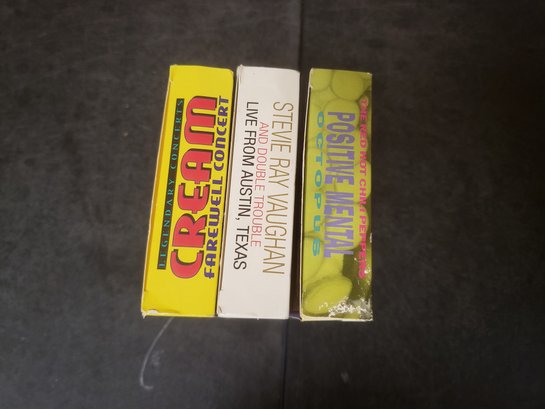 LEGENDARY CONCERTS
CREAM
FAREWELL CONCERT
STEVIE RAY VAUGHAN
AND DOUBLE TROUBLE
LIVE FROM AUSTIN, TEXAS
THE RED HOT CHILI PEPPERS
POSITIVE MENTAL
OCTOPUS